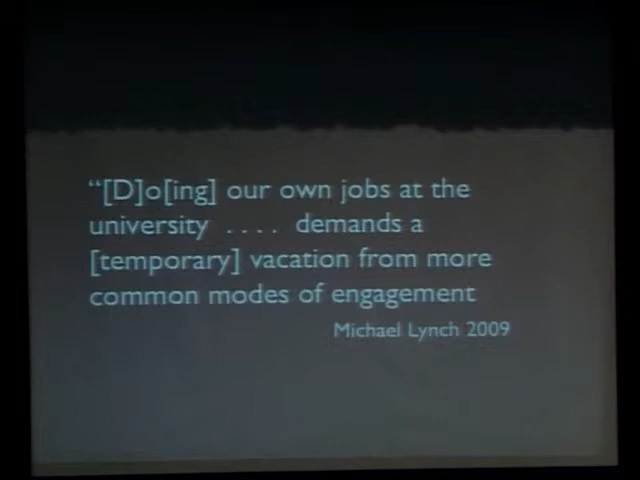 “[D]o[ing] our own jobs at the
university .... demands a
[temporary] vacation from more
common modes of engagement
Michael Lynch 2009